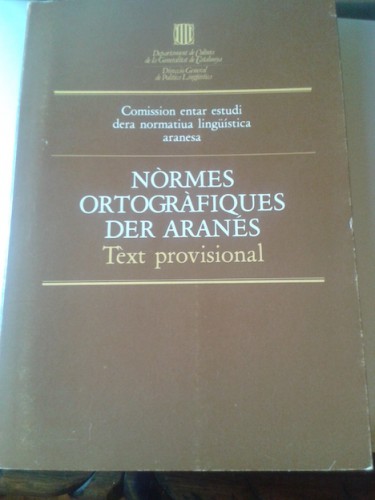 Departament de Cultura
de la Generalitat de Catalunya
Direcció General
de Política Lingüística
Comission entar estudi
dera normatiua lingüística
aranesa
NÒRMES
ORTOGRÀFIQUES
DER ARANÉS
Tèxt provisional